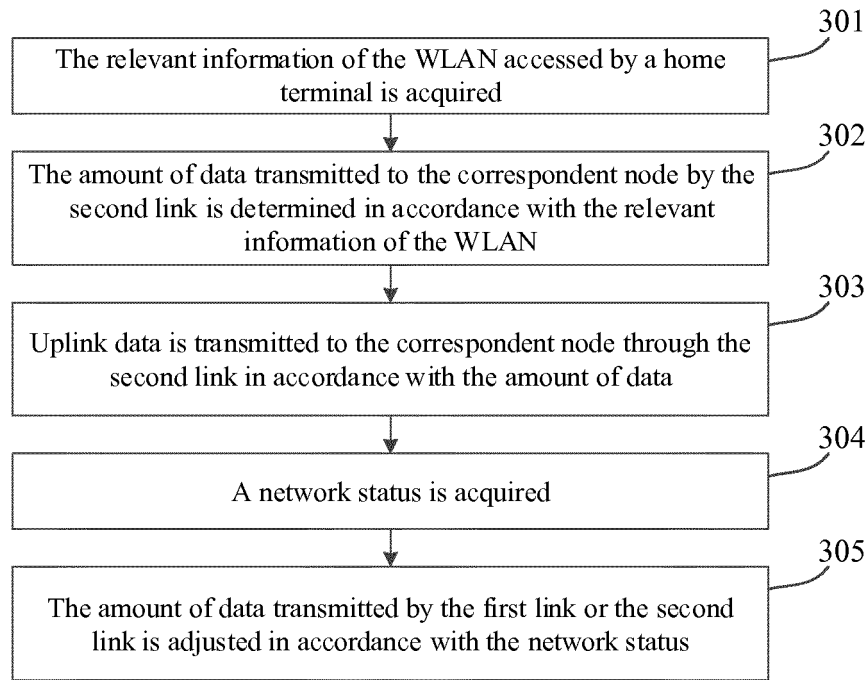 301
The relevant information of the WLAN accessed by a home
terminal is acquired
302
The amount of data transmitted to the correspondent node by the
second link is determined in accordance with the relevant
information of the WLAN
303
Uplink data is transmitted to the correspondent node through the
second link in accordance with the amount of data
304
A network status is acquired
305
The amount of data transmitted by the first link or the second
link is adjusted in accordance with the network status